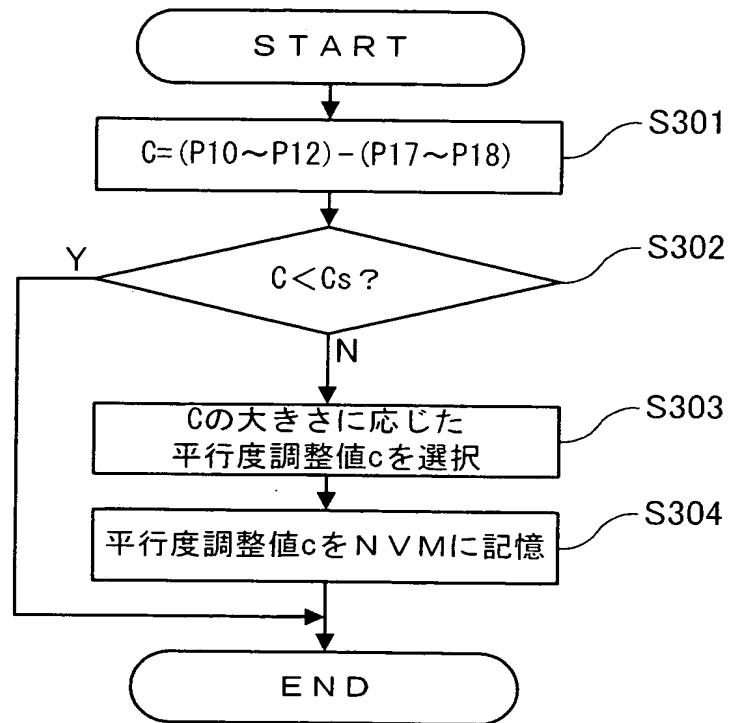 START
C=(P10~P12)-(P17~P18)
S301
Y
C<Cs?
S302
N
Cの大きさに応じた
平行度調整値cを選択
S303
平行度調整値cをNVMに記憶
S304
END